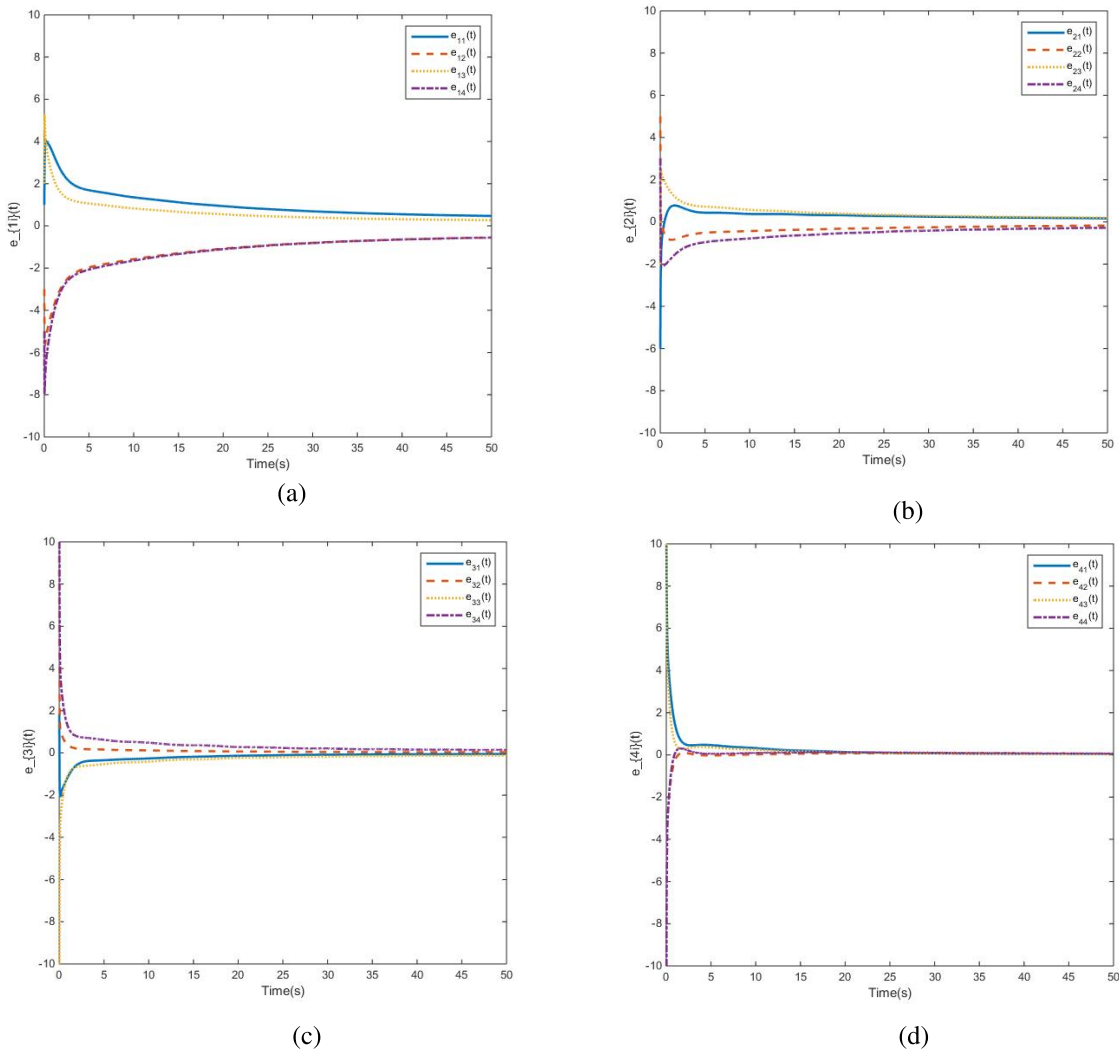 10
8
6
4
2
0
-2
-4
-6
-8
-10
e_{1i}(t)
0 5 10 15 20 25 30 35 40 45 50
Time(s)
e₁₁(t)
e₁₂(t)
e₁₃(t)
e₁₄(t)
(a)
10
8
6
4
2
0
-2
-4
-6
-8
-10
e_{2i}(t)
0 5 10 15 20 25 30 35 40 45 50
Time(s)
e₂₁(t)
e₂₂(t)
e₂₃(t)
e₂₄(t)
(b)
10
8
6
4
2
0
-2
-4
-6
-8
-10
e_{3i}(t)
0 5 10 15 20 25 30 35 40 45 50
Time(s)
e₃₁(t)
e₃₂(t)
e₃₃(t)
e₃₄(t)
(c)
10
8
6
4
2
0
-2
-4
-6
-8
-10
e_{4i}(t)
0 5 10 15 20 25 30 35 40 45 50
Time(s)
e₄₁(t)
e₄₂(t)
e₄₃(t)
e₄₄(t)
(d)